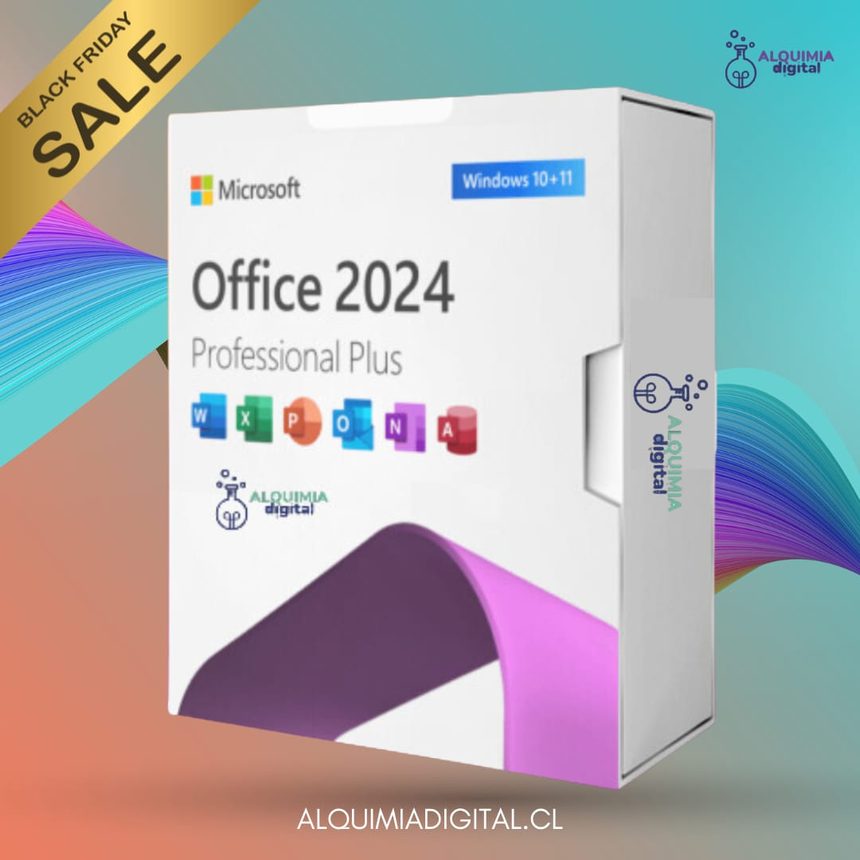 BLACK FRIDAY
SALE
ALQUIMIA
digital
Microsoft
Windows 10+11
Office 2024
Professional Plus
W X P O N A
ALQUIMIA
digital
ALQUIMIA
digital
ALQUIMIADIGITAL.CL